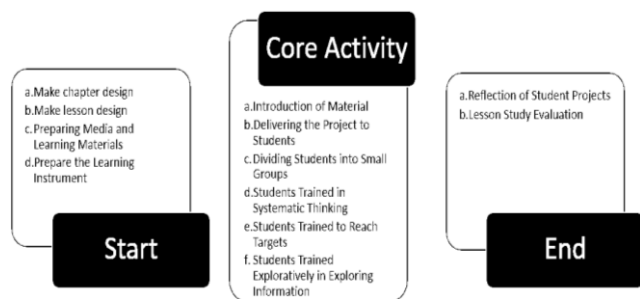 a.Make chapter design
b.Make lesson design
c.Preparing Media and
Learning Materials
d.Prepare the Learning
Instrument
Start
Core Activity
a.Introduction of Material
b.Delivering the Project to
Students
c.Dividing Students into Small
Groups
d.Students Trained in
Systematic Thinking
e.Students Trained to Reach
Targets
f. Students Trained
Exploratively in Exploring
Information
a.Reflection of Student Projects
b.Lesson Study Evaluation
End